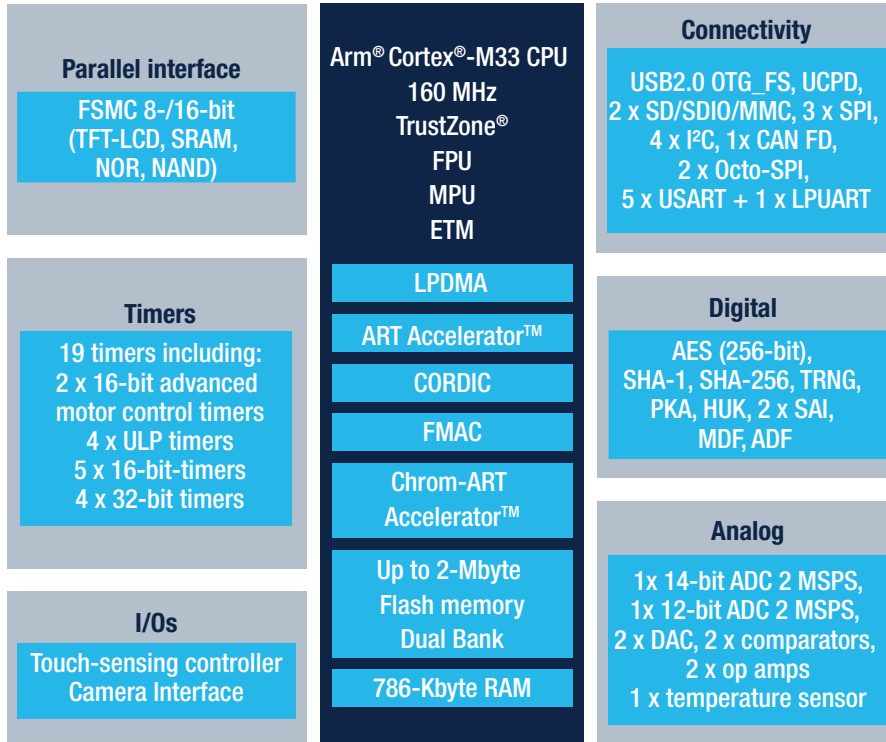 Parallel interface
FSMC 8-/16-bit
(TFT-LCD, SRAM,
NOR, NAND)
Timers
19 timers including:
2 x 16-bit advanced
motor control timers
4 x ULP timers
5 x 16-bit-timers
4 x 32-bit timers
I/Os
Touch-sensing controller
Camera Interface
Arm® Cortex®-M33 CPU
160 MHz
TrustZone®
FPU
MPU
ETM
LPDMA
ART Accelerator™
CORDIC
FMAC
Chrom-ART
Accelerator™
Up to 2-Mbyte
Flash memory
Dual Bank
786-Kbyte RAM
Connectivity
USB2.0 OTG_FS, UCPD,
2 x SD/SDIO/MMC, 3 x SPI,
4 x I²C, 1x CAN FD,
2 x Octo-SPI,
5 x USART + 1 x LPUART
Digital
AES (256-bit),
SHA-1, SHA-256, TRNG,
PKA, HUK, 2 x SAI,
MDF, ADF
Analog
1x 14-bit ADC 2 MSPS,
1x 12-bit ADC 2 MSPS,
2 x DAC, 2 x comparators,
2 x op amps
1 x temperature sensor